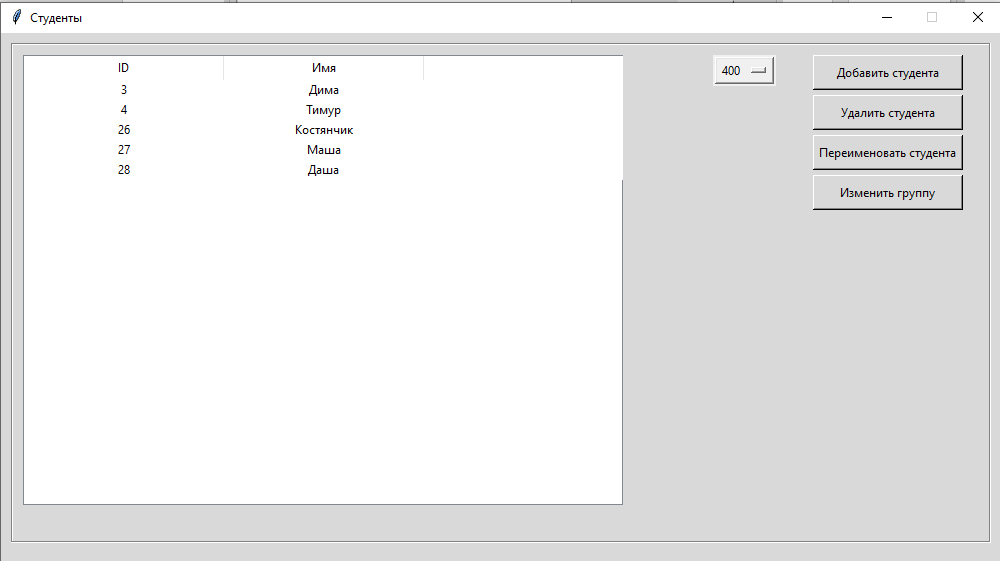 Студенты
ID Имя
3 Дима
4 Тимур
26 Костянчик
27 Маша
28 Даша
400
Добавить студента
Удалить студента
Переименовать студента
Изменить группу